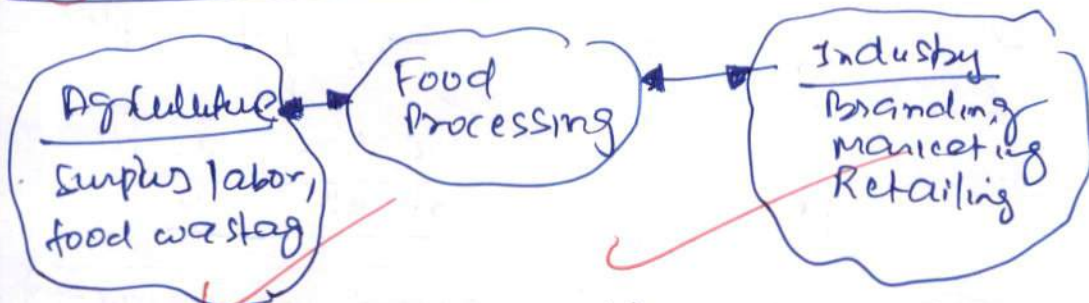 Agriculture
Surplus labor,
food wastag
Food
Processing
Industry
Branding
Marketing
Retailing